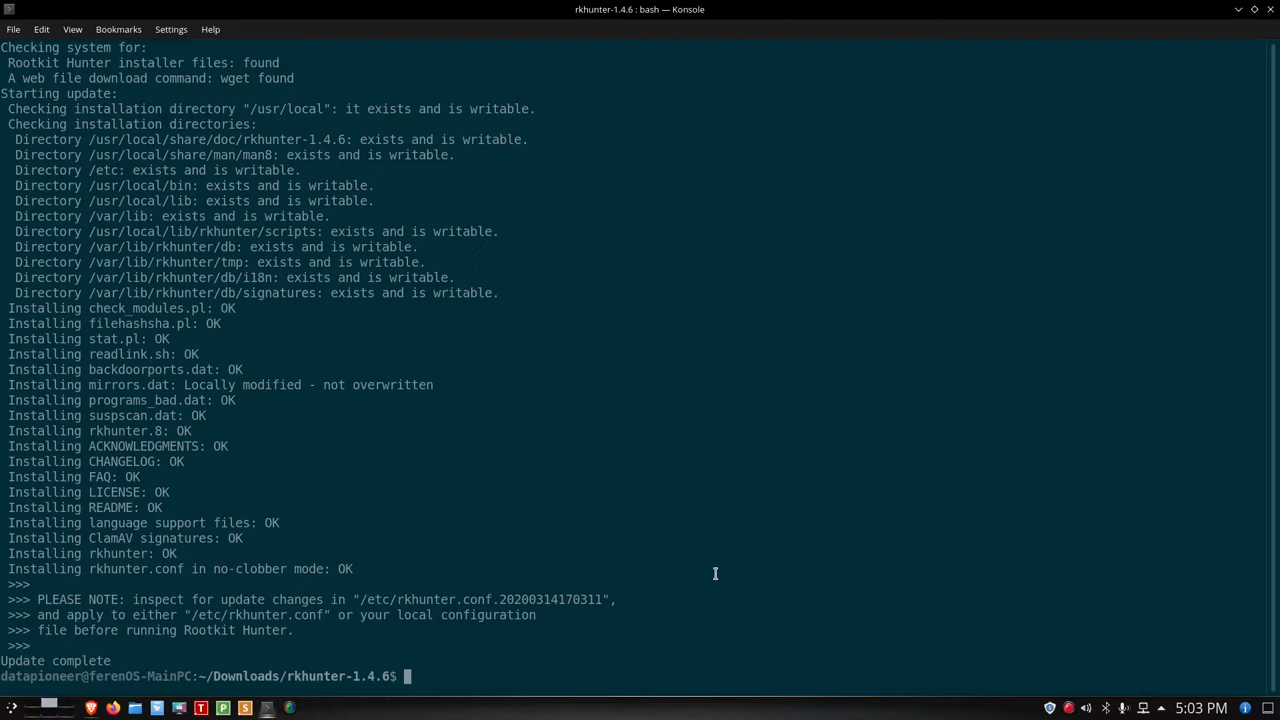 rkhunter-1.4.6 : bash — Konsole
File Edit View Bookmarks Settings Help
Checking system for:
 Rootkit Hunter installer files: found
 A web file download command: wget found
Starting update:
 Checking installation directory "/usr/local": it exists and is writable.
 Checking installation directories:
  Directory /usr/local/share/doc/rkhunter-1.4.6: exists and is writable.
  Directory /usr/local/share/man/man8: exists and is writable.
  Directory /etc: exists and is writable.
  Directory /usr/local/bin: exists and is writable.
  Directory /usr/local/lib: exists and is writable.
  Directory /var/lib: exists and is writable.
  Directory /usr/local/lib/rkhunter/scripts: exists and is writable.
  Directory /var/lib/rkhunter/db: exists and is writable.
  Directory /var/lib/rkhunter/tmp: exists and is writable.
  Directory /var/lib/rkhunter/db/i18n: exists and is writable.
  Directory /var/lib/rkhunter/db/signatures: exists and is writable.
 Installing check_modules.pl: OK
 Installing filehashsha.pl: OK
 Installing stat.pl: OK
 Installing readlink.sh: OK
 Installing backdoorports.dat: OK
 Installing mirrors.dat: Locally modified - not overwritten
 Installing programs_bad.dat: OK
 Installing suspscan.dat: OK
 Installing rkhunter.8: OK
 Installing ACKNOWLEDGMENTS: OK
 Installing CHANGELOG: OK
 Installing FAQ: OK
 Installing LICENSE: OK
 Installing README: OK
 Installing language support files: OK
 Installing ClamAV signatures: OK
 Installing rkhunter: OK
 Installing rkhunter.conf in no-clobber mode: OK
 >>>
 >>> PLEASE NOTE: inspect for update changes in "/etc/rkhunter.conf.20200314170311",
 >>> and apply to either "/etc/rkhunter.conf" or your local configuration
 >>> file before running Rootkit Hunter.
 >>>
Update complete
datapioneer@ferenOS-MainPC:~/Downloads/rkhunter-1.4.6$
T P S 5:03 PM